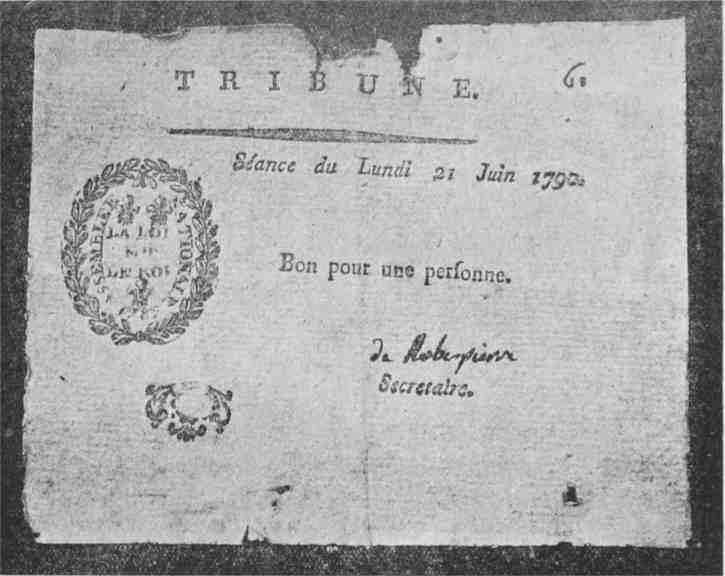 TRIBUNE.
6.
Séance du Lundi 21 Juin 1790.
ASSEMBLÉE NATIONALE
LA LOI
ET
LE ROI
Bon pour une perſonne.
de Robespierre
Secretaire.